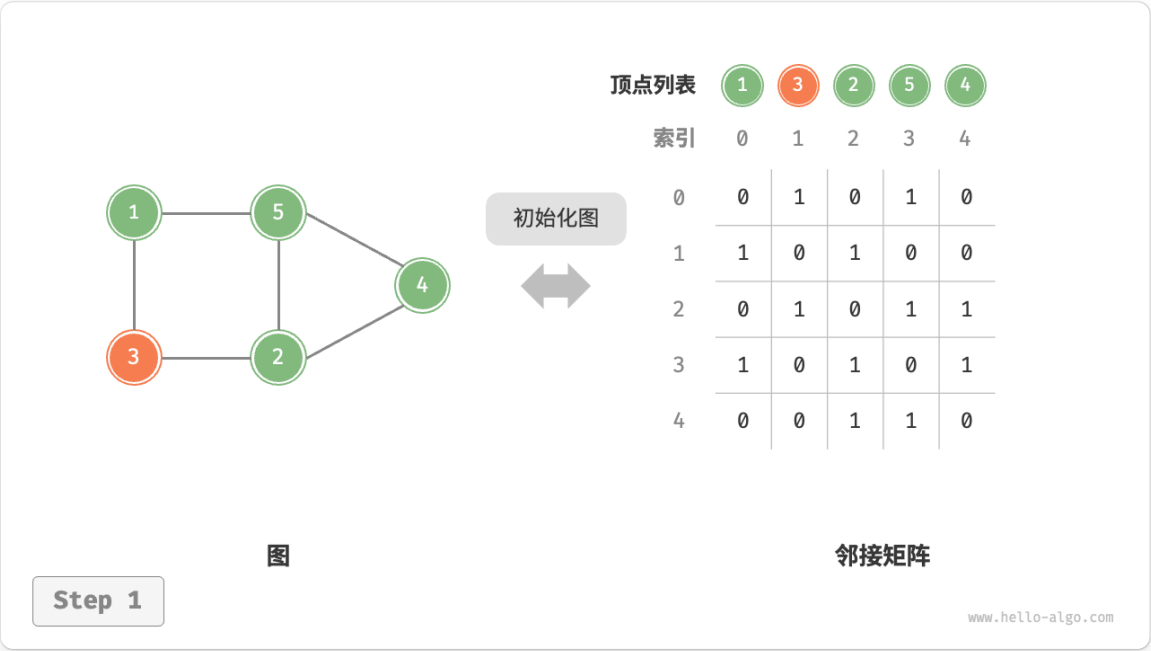 顶点列表 1 3 2 5 4
索引 0 1 2 3 4
0 0 1 0 1 0
1 1 0 1 0 0
2 0 1 0 1 1
3 1 0 1 0 1
4 0 0 1 1 0
1 5
4
3 2
初始化图
图
邻接矩阵
Step 1
www.hello-algo.com